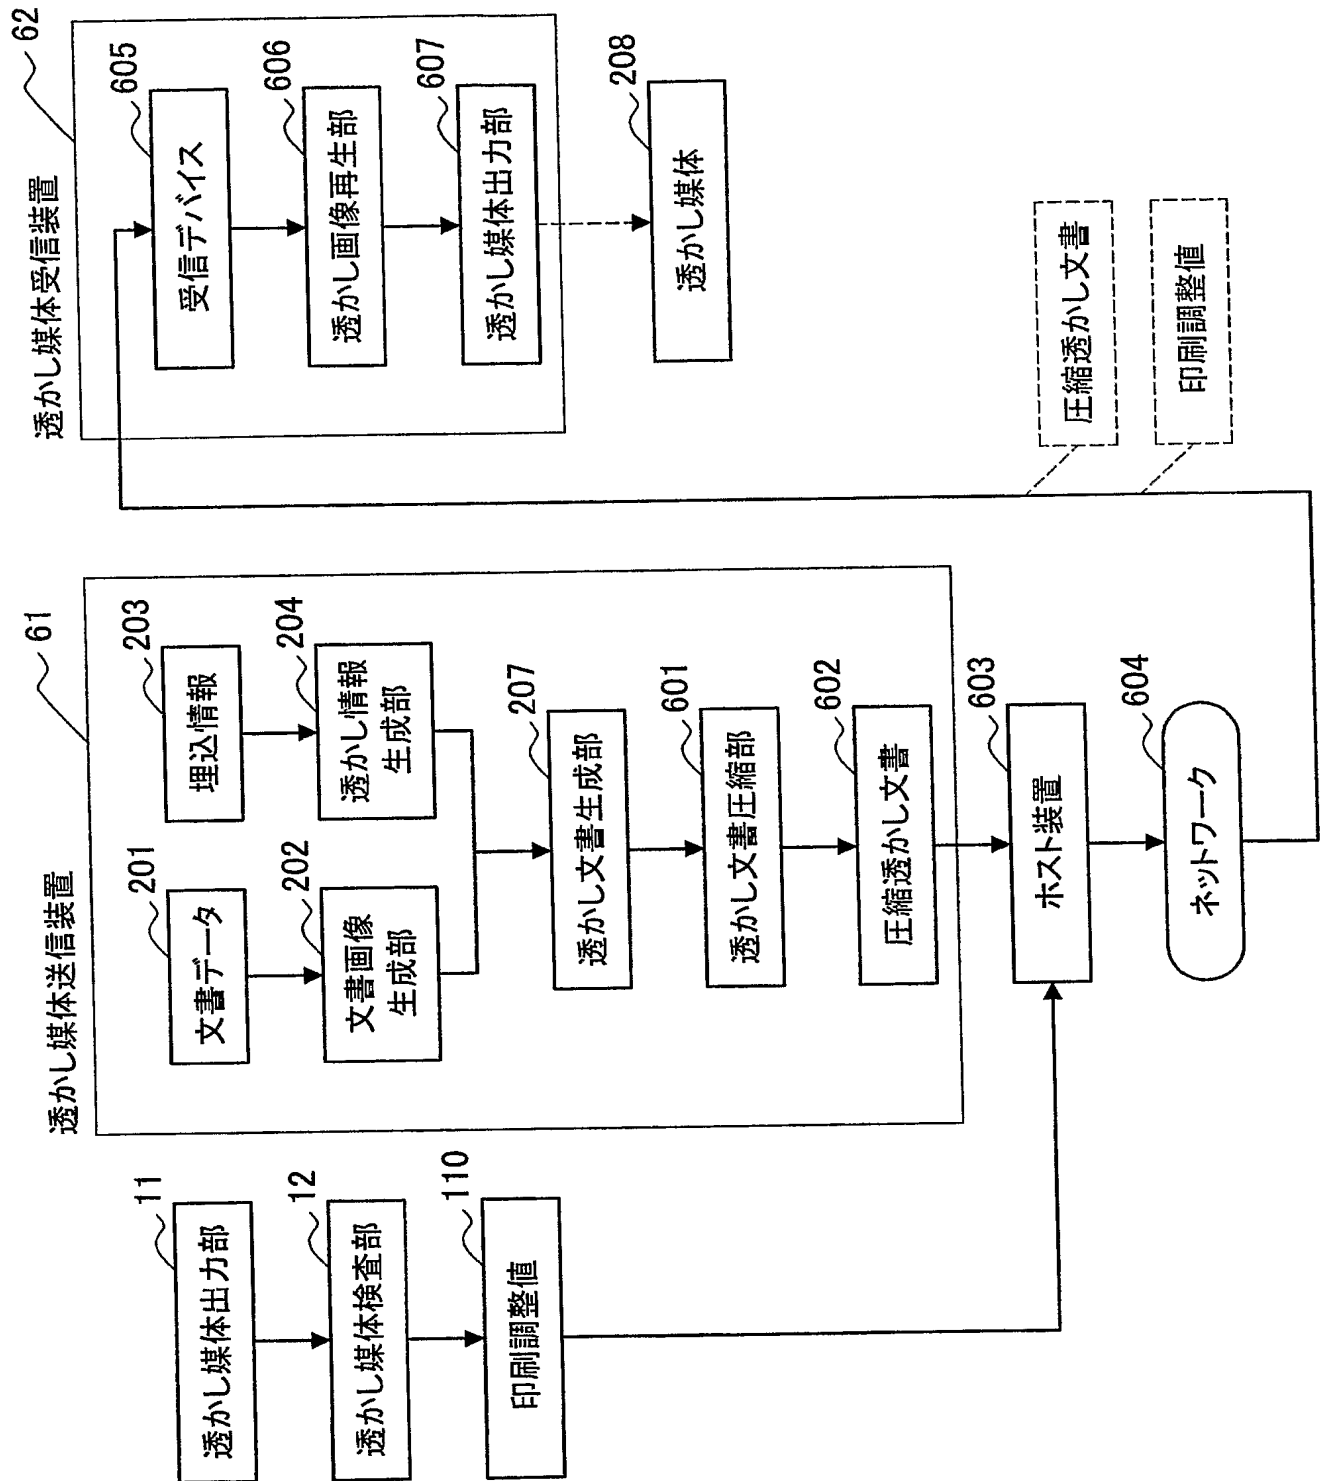 11
透かし媒体出力部
12
透かし媒体検査部
110
印刷調整値
透かし媒体送信装置
61
201
文書データ
203
埋込情報
202
文書画像
生成部
204
透かし情報
生成部
207
透かし文書生成部
601
透かし文書圧縮部
602
圧縮透かし文書
603
ホスト装置
604
ネットワーク
透かし媒体受信装置
62
605
受信デバイス
606
透かし画像再生部
607
透かし媒体出力部
208
透かし媒体
圧縮透かし文書
印刷調整値